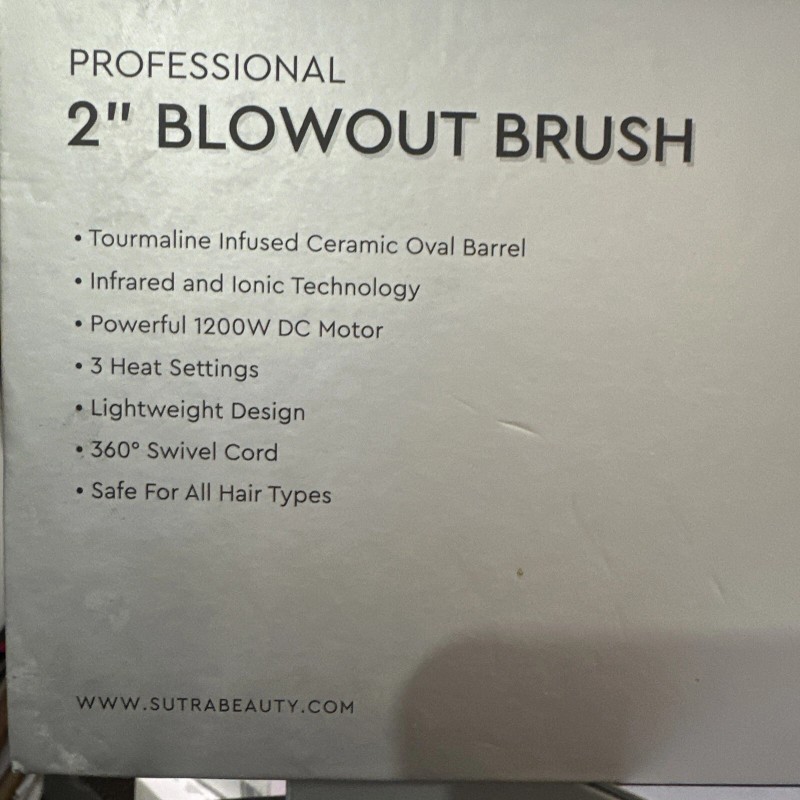 PROFESSIONAL
2" BLOWOUT BRUSH
• Tourmaline Infused Ceramic Oval Barrel
• Infrared and Ionic Technology
• Powerful 1200W DC Motor
• 3 Heat Settings
• Lightweight Design
• 360° Swivel Cord
• Safe For All Hair Types
WWW.SUTRABEAUTY.COM